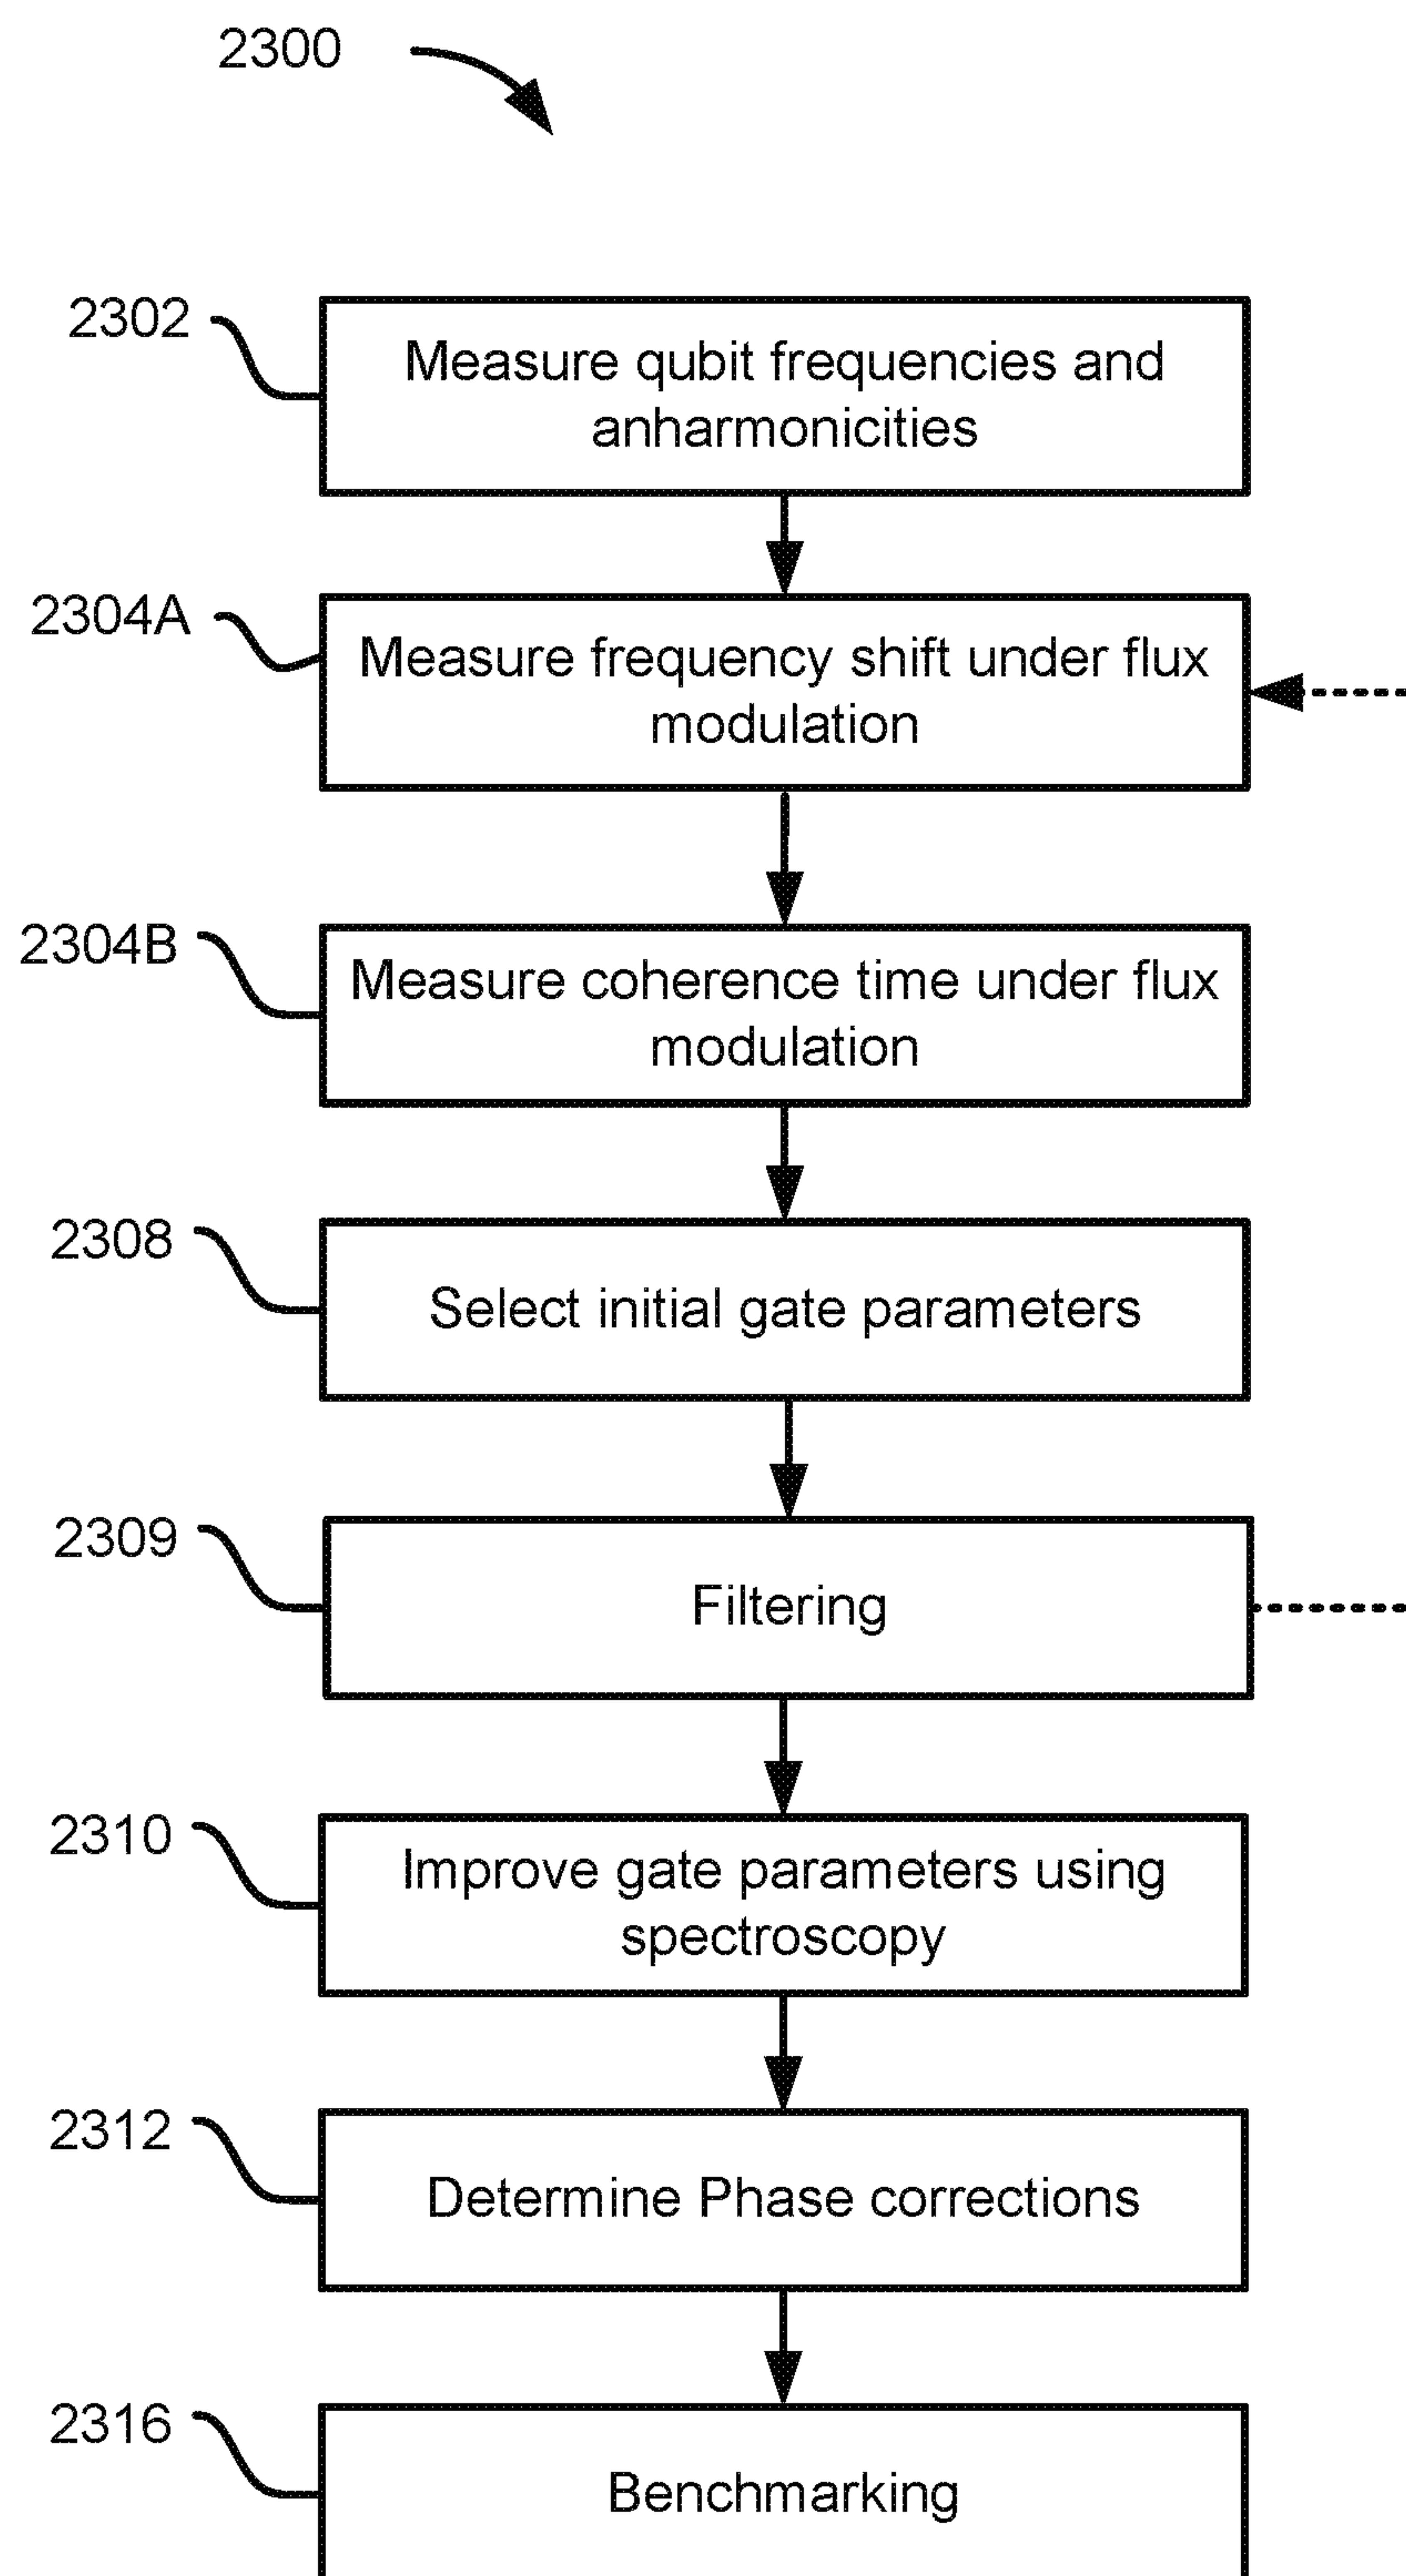 2300
2302
Measure qubit frequencies and
anharmonicities
2304A
Measure frequency shift under flux
modulation
2304B
Measure coherence time under flux
modulation
2308
Select initial gate parameters
2309
Filtering
2310
Improve gate parameters using
spectroscopy
2312
Determine Phase corrections
2316
Benchmarking